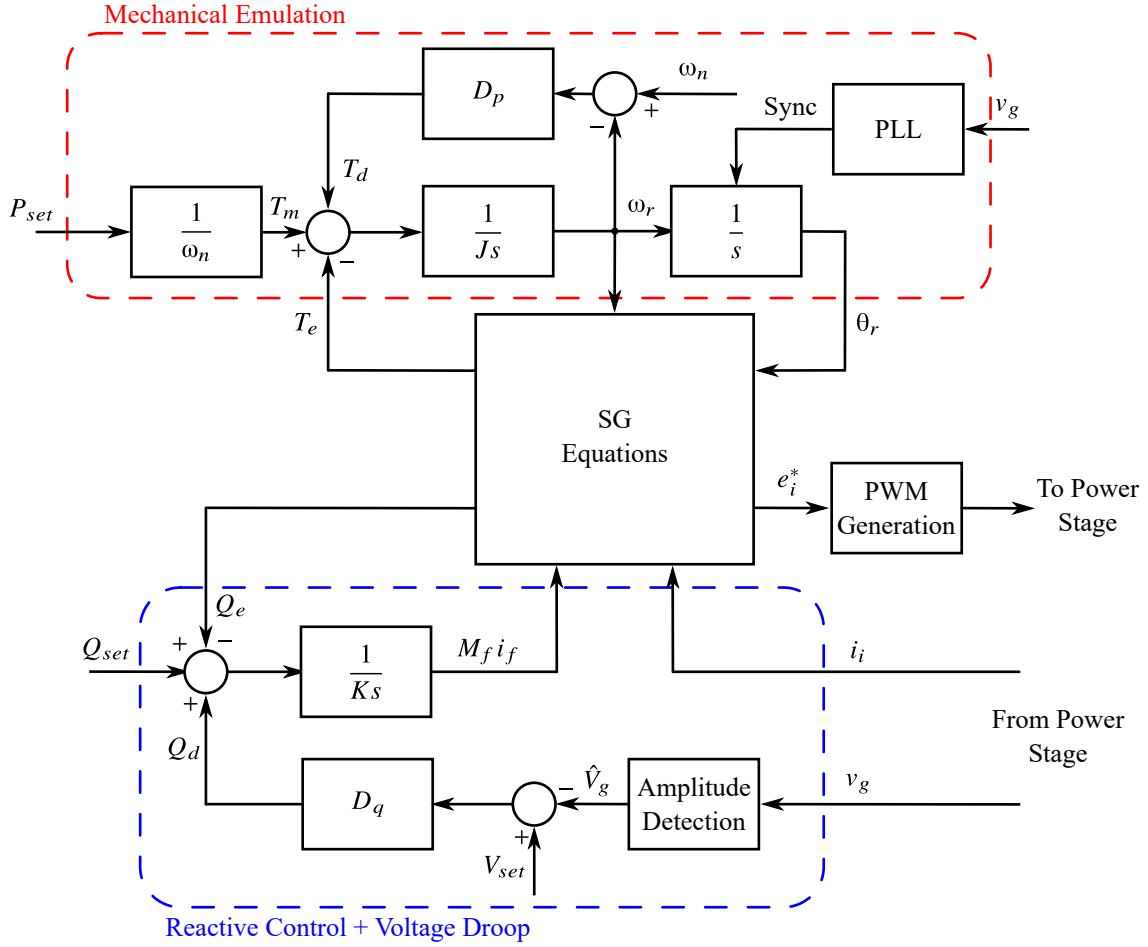 Mechanical Emulation
ω_n
D_p
+
−
Sync
PLL
v_g
T_d
P_set
1
ω_n
T_m
+
−
1
Js
ω_r
1
s
T_e
θ_r
SG
Equations
e_i^*
PWM
Generation
To Power
Stage
Q_e
+
−
Q_set
1
Ks
M_f i_f
i_i
+
From Power
Stage
Q_d
D_q
−
V̂_g
Amplitude
Detection
v_g
+
V_set
Reactive Control + Voltage Droop